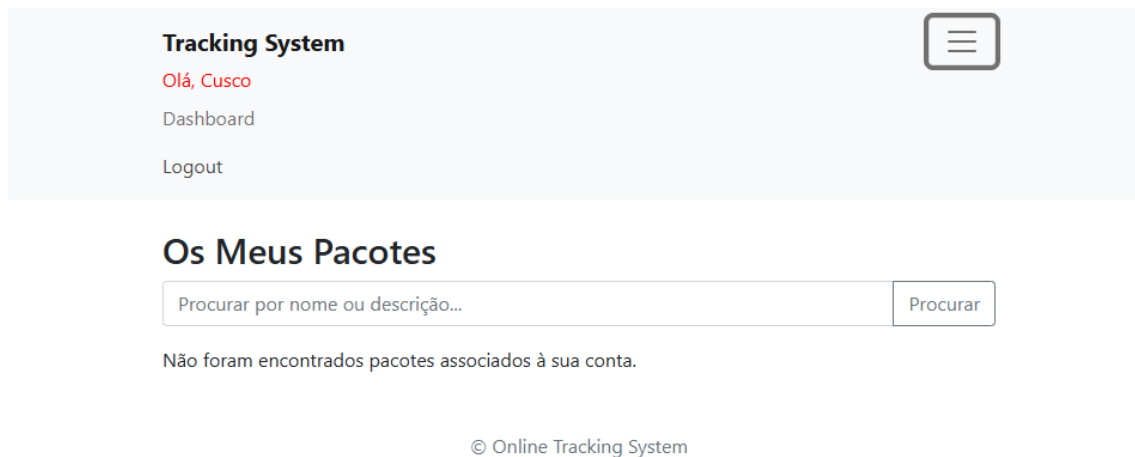 Tracking System
Olá, Cusco
Dashboard
Logout
Os Meus Pacotes
Procurar por nome ou descrição...
Procurar
Não foram encontrados pacotes associados à sua conta.
© Online Tracking System